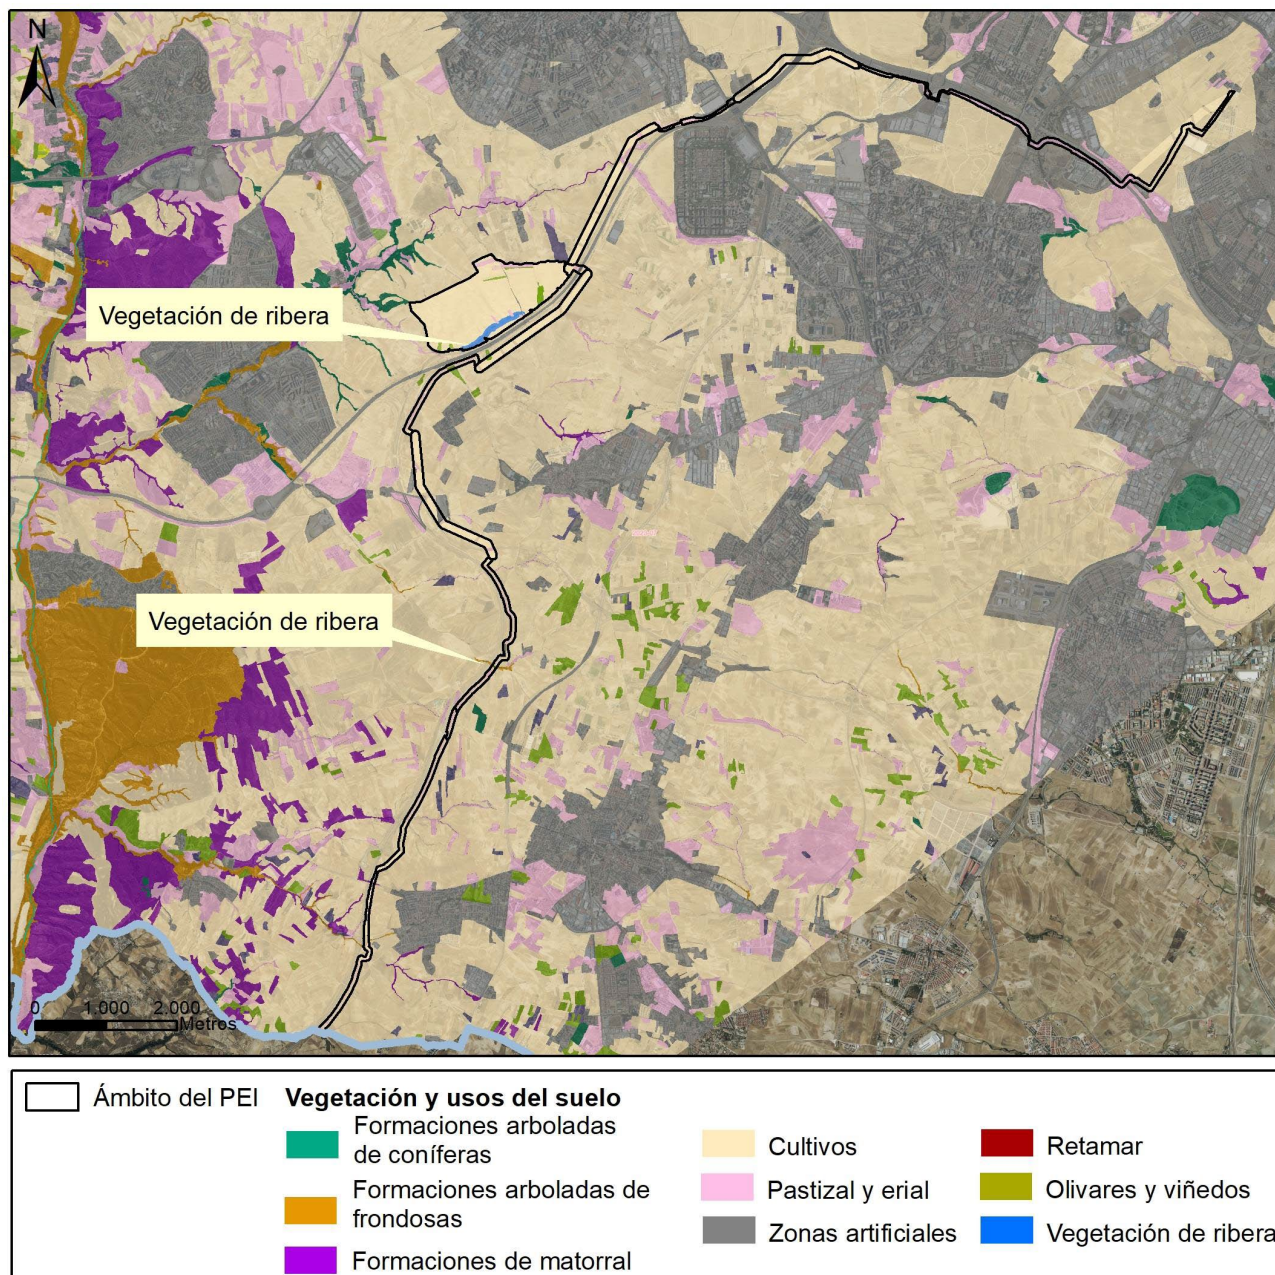 N
Vegetación de ribera
Vegetación de ribera
0 1.000 2.000
Metros
Ámbito del PEI
Vegetación y usos del suelo
Formaciones arboladas
de coníferas
Formaciones arboladas de
frondosas
Formaciones de matorral
Cultivos
Pastizal y erial
Zonas artificiales
Retamar
Olivares y viñedos
Vegetación de ribera